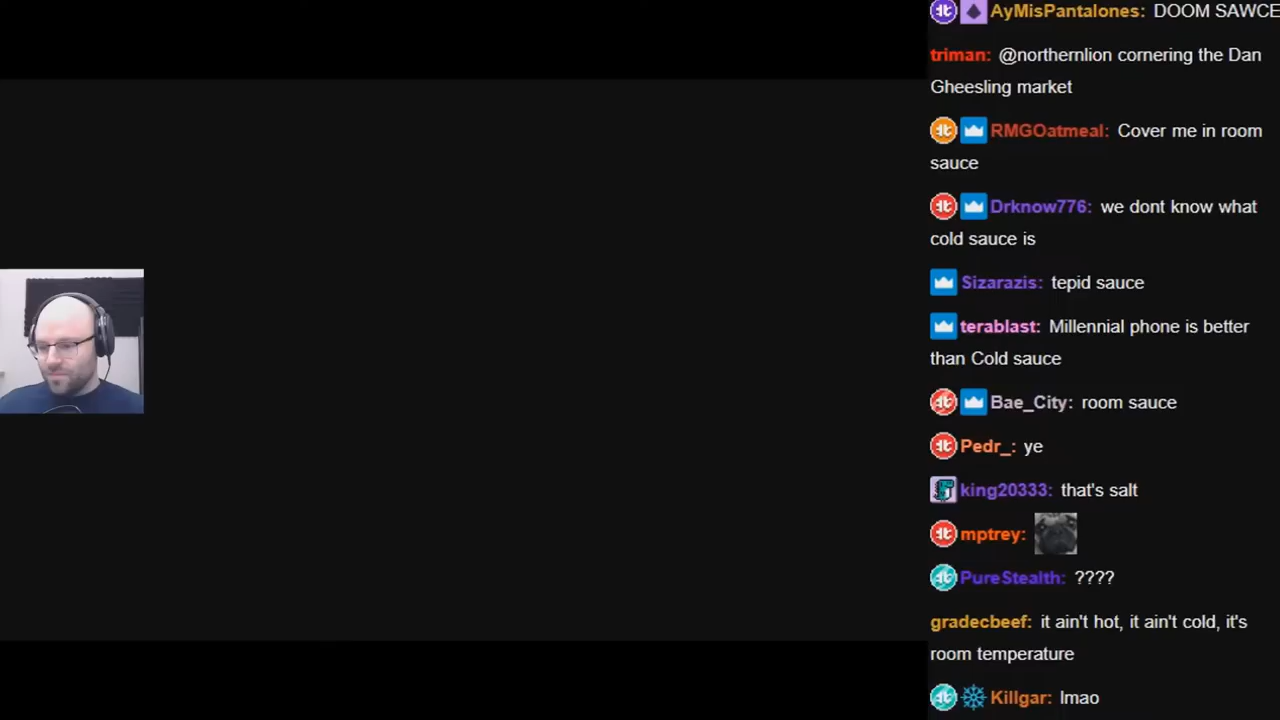 AyMisPantalones: DOOM SAWCE
triman: @northernlion cornering the Dan
Gheesling market
RMGOatmeal: Cover me in room
sauce
Drknow776: we dont know what
cold sauce is
Sizarazis: tepid sauce
terablast: Millennial phone is better
than Cold sauce
Bae_City: room sauce
Pedr_: ye
king20333: that's salt
mptrey:
PureStealth: ????
gradecbeef: it ain't hot, it ain't cold, it's
room temperature
Killgar: lmao